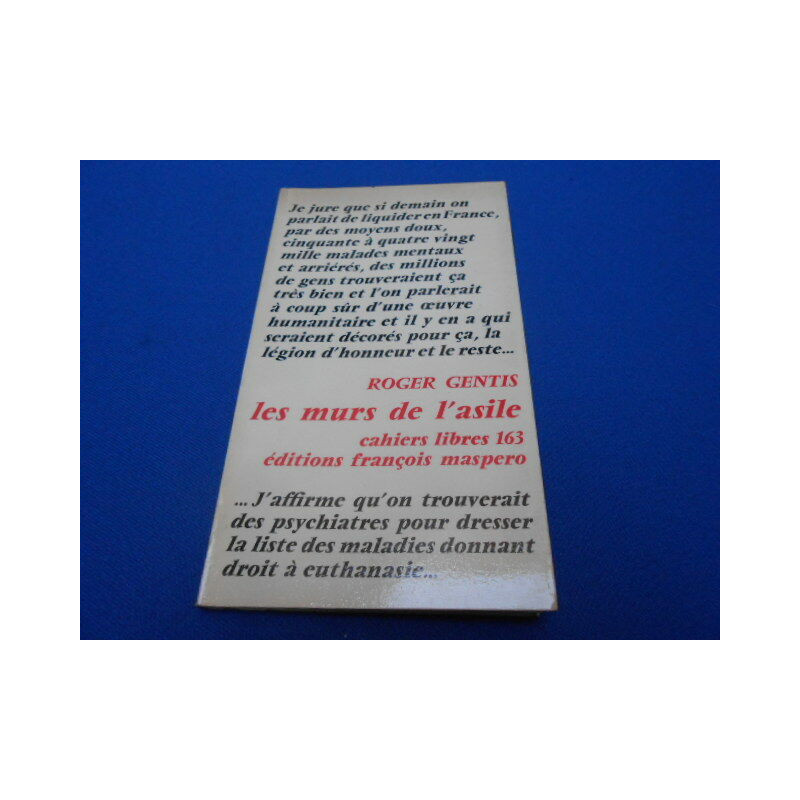 Je jure que si demain on
parlait de liquider en France,
par des moyens doux,
cinquante à quatre vingt
mille malades mentaux
et arriérés, des millions
de gens trouveraient ça
très bien et l'on parlerait
à coup sûr d'une œuvre
humanitaire et il y en a qui
seraient décorés pour ça, la
légion d'honneur et le reste...
ROGER GENTIS
les murs de l'asile
cahiers libres 163
éditions françois maspero
...J'affirme qu'on trouverait
des psychiatres pour dresser
la liste des maladies donnant
droit à euthanasie...